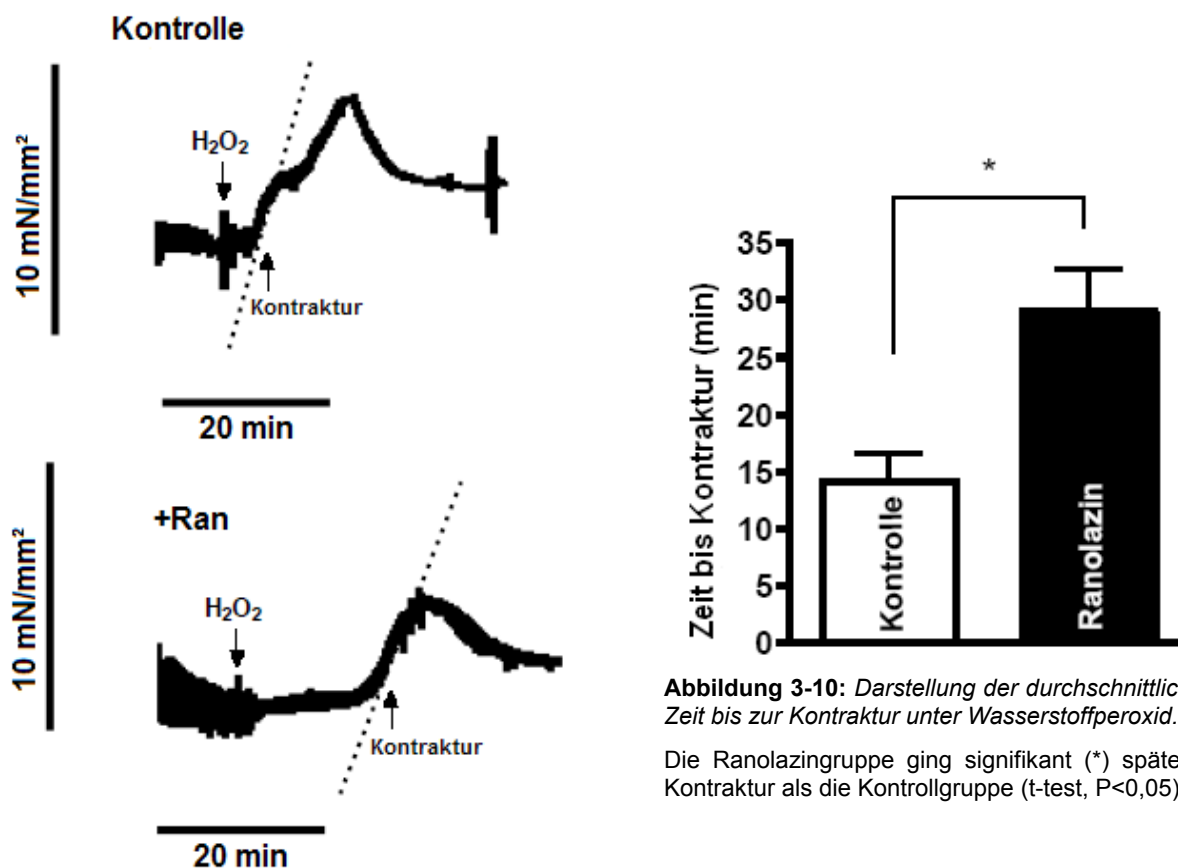 Kontrolle
10 mN/mm²
H₂O₂
Kontraktur
20 min
+Ran
10 mN/mm²
H₂O₂
Kontraktur
20 min
*
Zeit bis Kontraktur (min)
35
30
25
20
15
10
5
0
Kontrolle
Ranolazin
Abbildung 3-10: Darstellung der durchschnittlic
Zeit bis zur Kontraktur unter Wasserstoffperoxid.
Die Ranolazingruppe ging signifikant (*) späte
Kontraktur als die Kontrollgruppe (t-test, P<0,05)